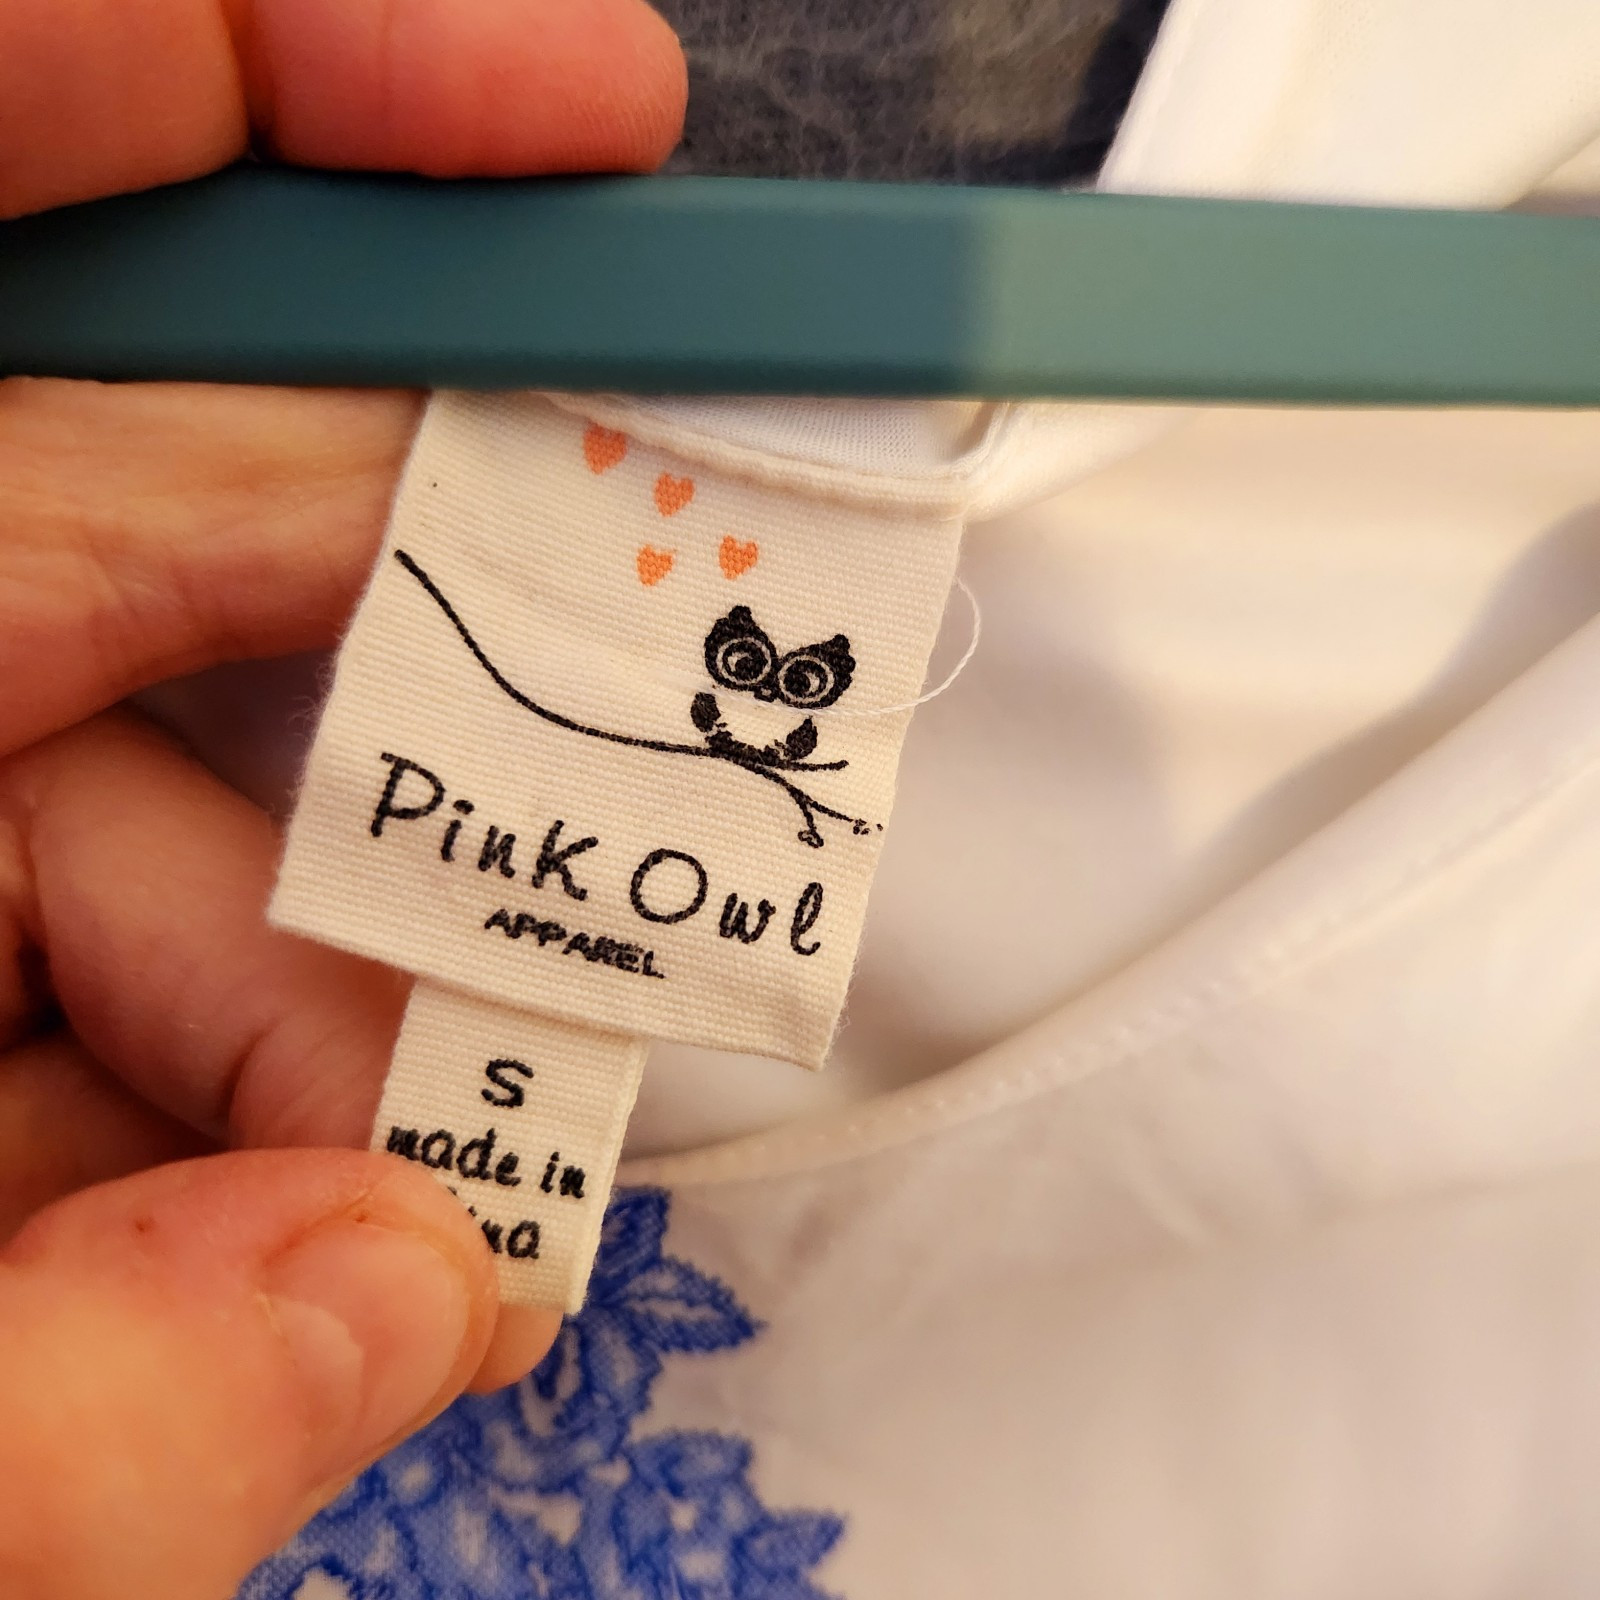 Pink Owl
APPAREL
S
made in